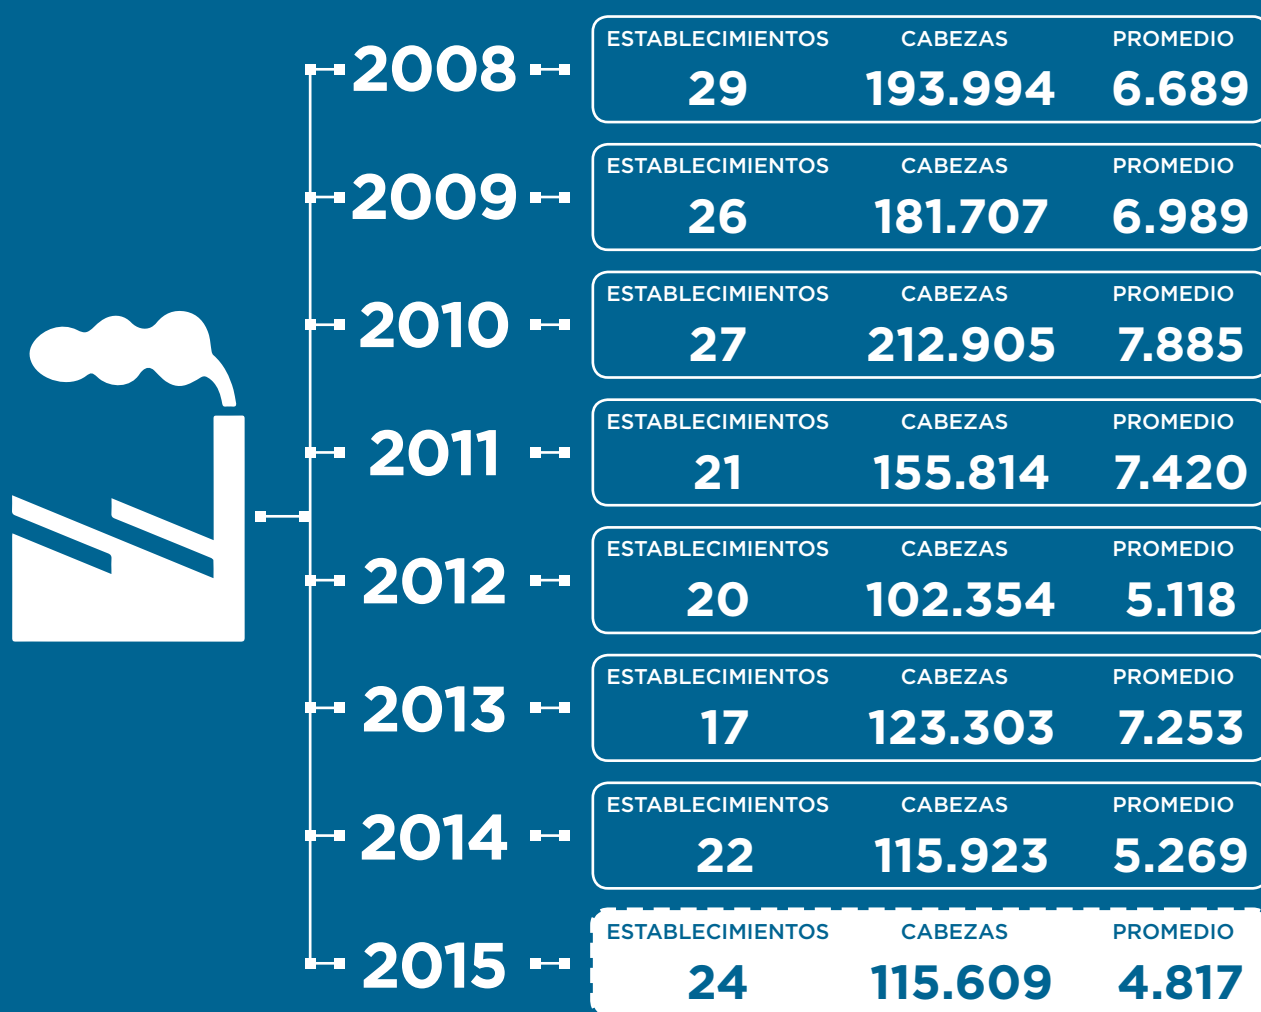 2008
ESTABLECIMIENTOS CABEZAS PROMEDIO
29 193.994 6.689
2009
ESTABLECIMIENTOS CABEZAS PROMEDIO
26 181.707 6.989
2010
ESTABLECIMIENTOS CABEZAS PROMEDIO
27 212.905 7.885
2011
ESTABLECIMIENTOS CABEZAS PROMEDIO
21 155.814 7.420
2012
ESTABLECIMIENTOS CABEZAS PROMEDIO
20 102.354 5.118
2013
ESTABLECIMIENTOS CABEZAS PROMEDIO
17 123.303 7.253
2014
ESTABLECIMIENTOS CABEZAS PROMEDIO
22 115.923 5.269
2015
ESTABLECIMIENTOS CABEZAS PROMEDIO
24 115.609 4.817